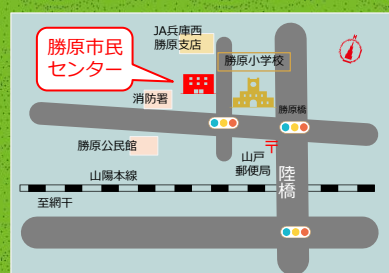 JA兵庫西
勝原支店
勝原市民
センター
勝原小学校
消防署
勝原橋
勝原公民館
山戸
郵便局
陸橋
山陽本線
至網干